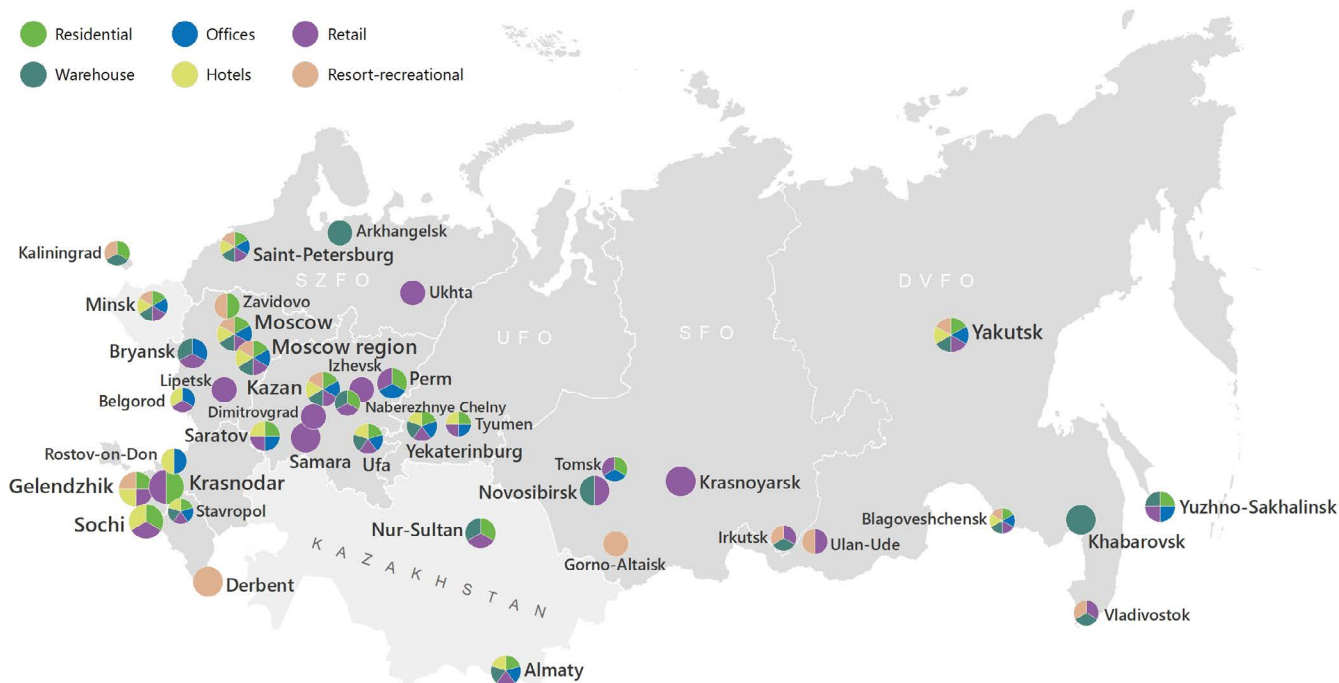 Residential
Offices
Retail
Warehouse
Hotels
Resort-recreational
Kaliningrad
Saint-Petersburg
Arkhangelsk
SZFO
DVFO
Ukhta
Minsk
Zavidovo
Moscow
UFO
SFO
Yakutsk
Bryansk
Moscow region
Izhevsk
Perm
Lipetsk
Kazan
Belgorod
Dimitrovgrad
Naberezhnye Chelny
Tyumen
Saratov
Samara
Ufa
Yekaterinburg
Rostov-on-Don
Tomsk
Gelendzhik
Krasnodar
Novosibirsk
Krasnoyarsk
Stavropol
Yuzhno-Sakhalinsk
Sochi
Nur-Sultan
Blagoveshchensk
Irkutsk
Ulan-Ude
Khabarovsk
KAZAKHSTAN
Gorno-Altaisk
Derbent
Vladivostok
Almaty